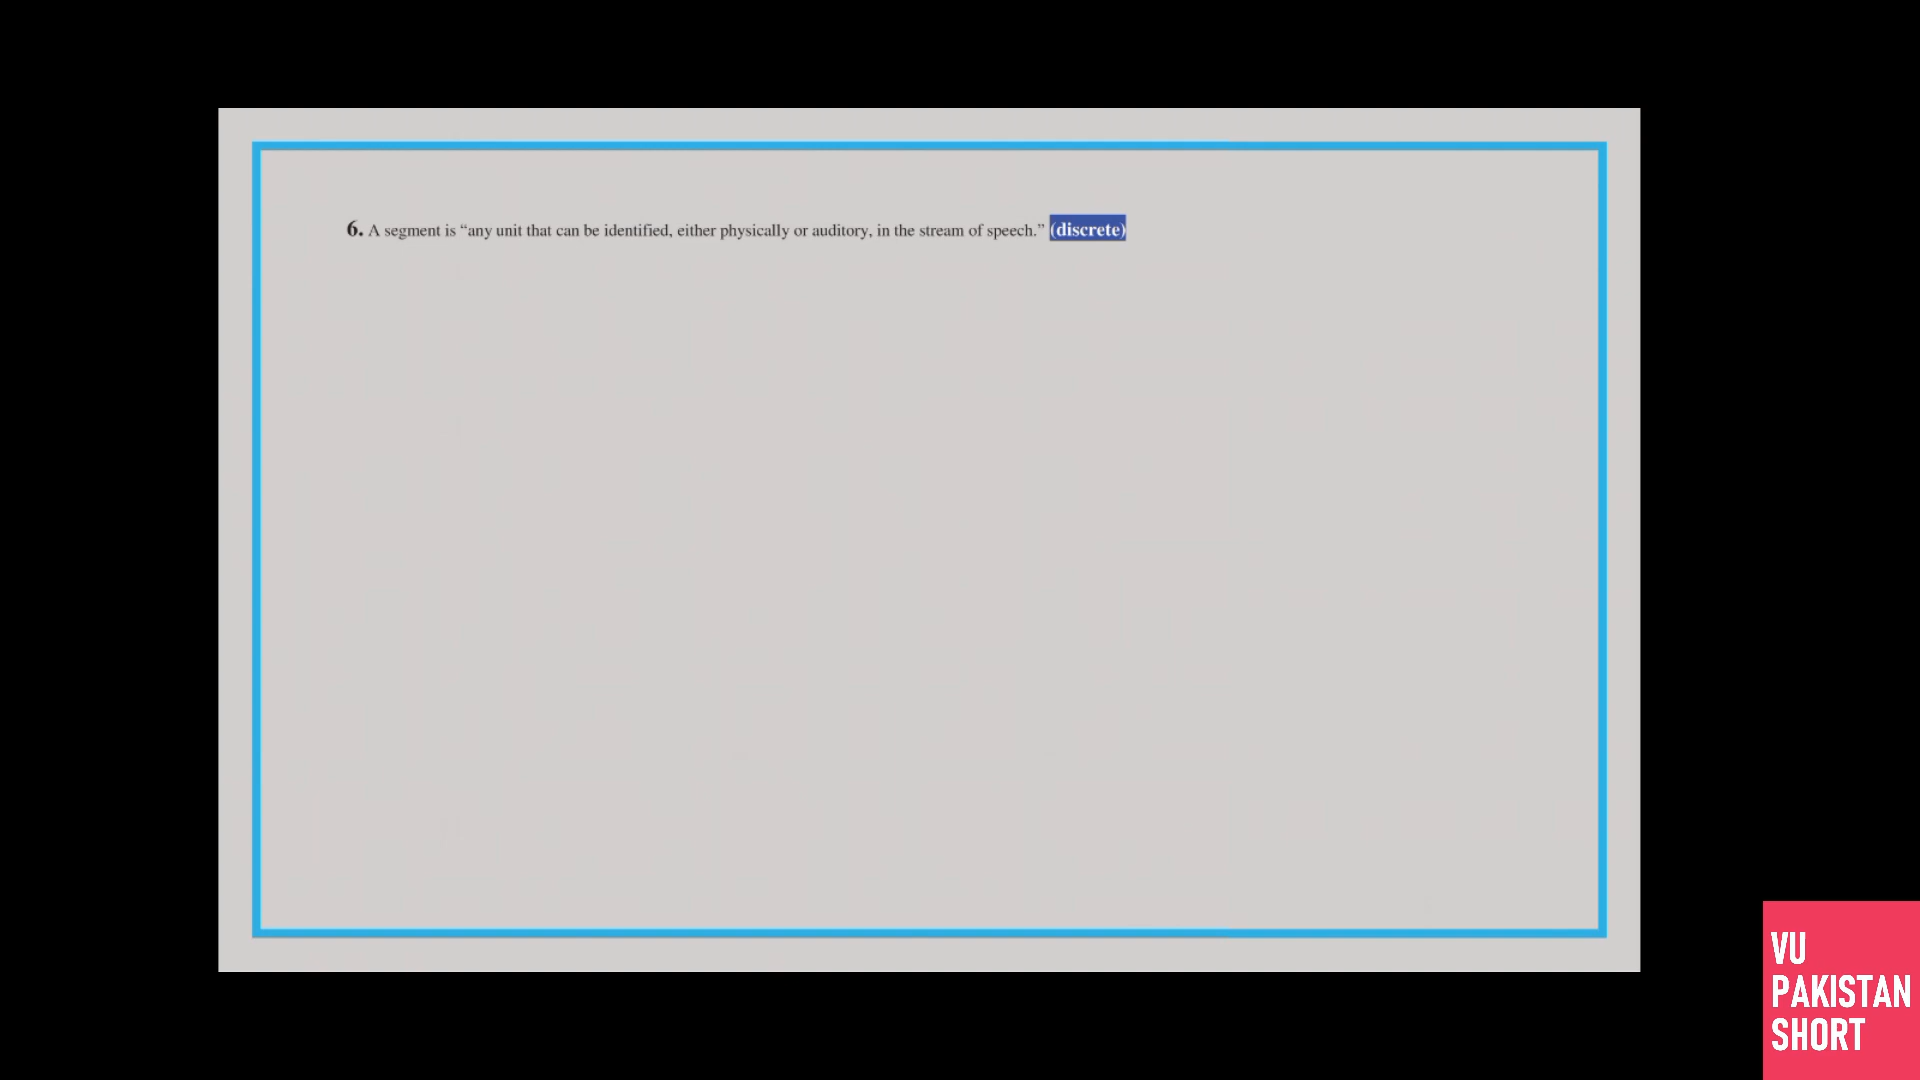 6. A segment is “any unit that can be identified, either physically or auditory, in the stream of speech.” (discrete)
VU
PAKISTAN
SHORT